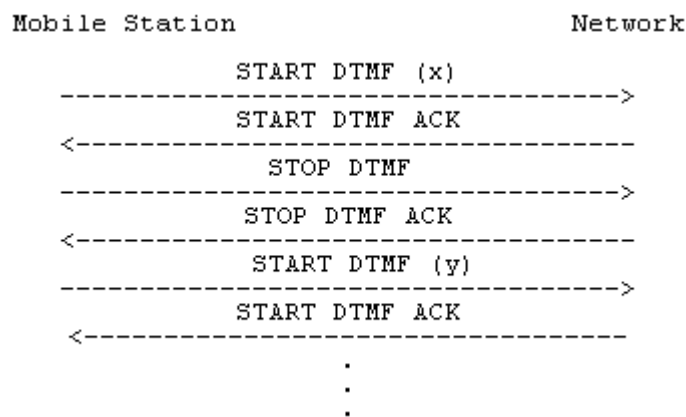 Mobile Station Network
START DTMF (x)
----------------------------------->
START DTMF ACK
<-----------------------------------
STOP DTMF
----------------------------------->
STOP DTMF ACK
<-----------------------------------
START DTMF (y)
----------------------------------->
START DTMF ACK
<----------------------------------
.
.
.